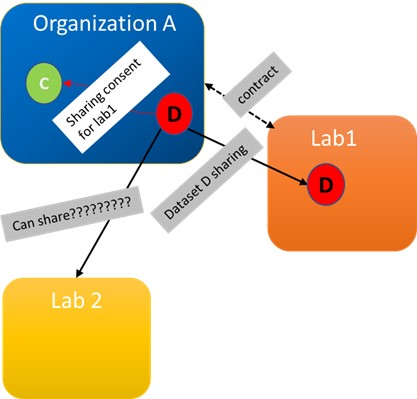 Organization A
C
Sharing consent
for lab1
D
contract
Lab1
D
Dataset D sharing
Can share?????????
Lab 2